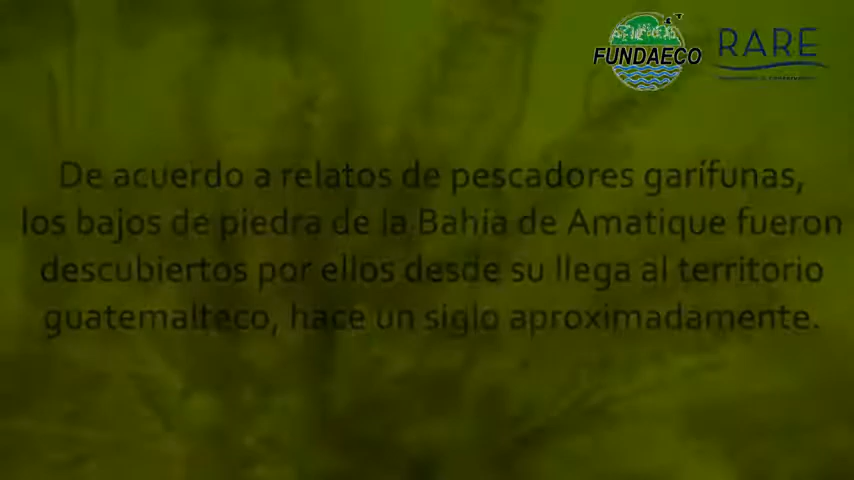 FUNDAECO
RARE
De acuerdo a relatos de pescadores garífunas,
los bajos de piedra de la Bahía de Amatique fueron
descubiertos por ellos desde su llega al territorio
guatemalteco, hace un siglo aproximadamente.